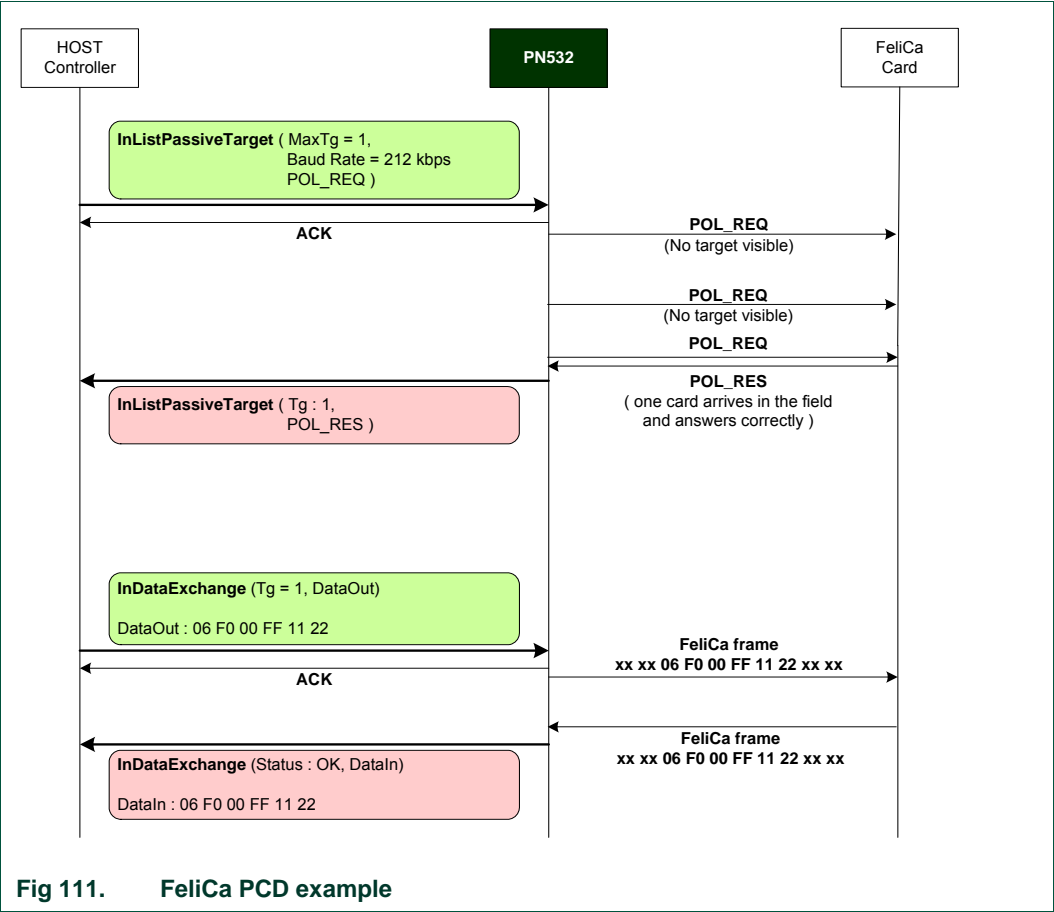 HOST
Controller
PN532
FeliCa
Card
InListPassiveTarget ( MaxTg = 1,
Baud Rate = 212 kbps
POL_REQ )
ACK
POL_REQ
(No target visible)
POL_REQ
(No target visible)
POL_REQ
POL_RES
( one card arrives in the field
and answers correctly )
InListPassiveTarget ( Tg : 1,
POL_RES )
InDataExchange (Tg = 1, DataOut)
DataOut : 06 F0 00 FF 11 22
ACK
FeliCa frame
xx xx 06 F0 00 FF 11 22 xx xx
FeliCa frame
xx xx 06 F0 00 FF 11 22 xx xx
InDataExchange (Status : OK, DataIn)
DataIn : 06 F0 00 FF 11 22
Fig 111. FeliCa PCD example